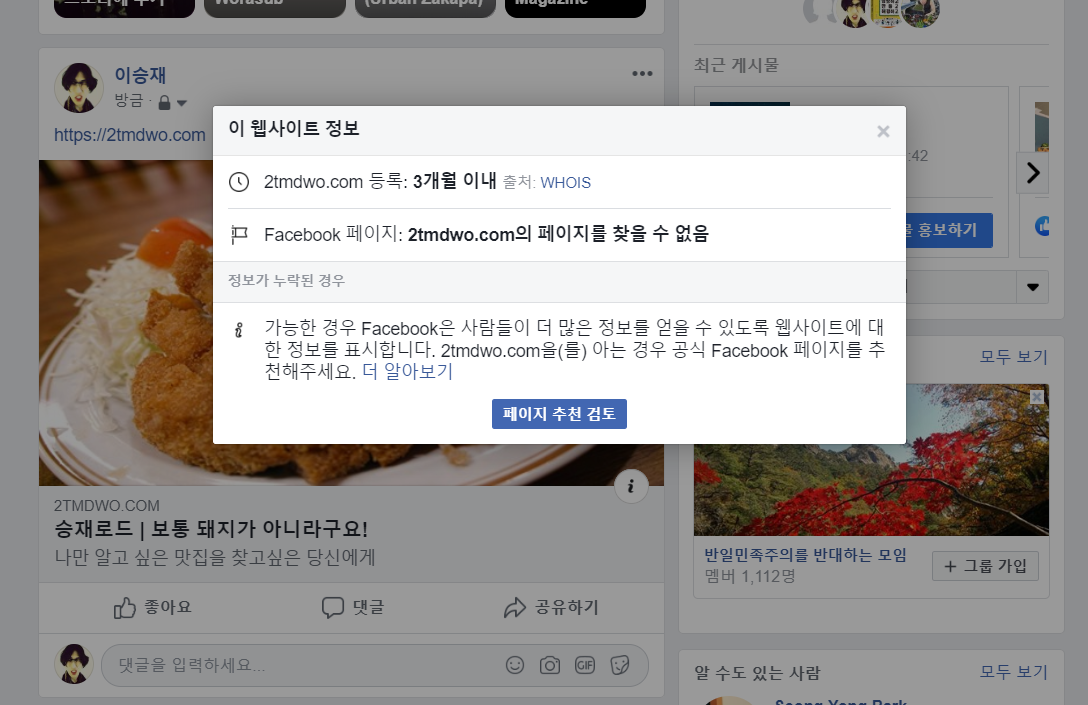 (Urban Zakapa)
Magazine
최근 게시물
이승재
방금 ·
https://2tmdwo.com
이 웹사이트 정보
2tmdwo.com 등록: 3개월 이내 출처: WHOIS
:42
Facebook 페이지: 2tmdwo.com의 페이지를 찾을 수 없음
홍보하기
정보가 누락된 경우
가능한 경우 Facebook은 사람들이 더 많은 정보를 얻을 수 있도록 웹사이트에 대
한 정보를 표시합니다. 2tmdwo.com을(를) 아는 경우 공식 Facebook 페이지를 추
천해주세요. 더 알아보기
페이지 추천 검토
모두 보기
2TMDWO.COM
승재로드 | 보통 돼지가 아니라구요!
나만 알고 싶은 맛집을 찾고싶은 당신에게
좋아요
댓글
공유하기
댓글을 입력하세요...
GIF
반일민족주의를 반대하는 모임
멤버 1,112명
+ 그룹 가입
알 수도 있는 사람
모두 보기